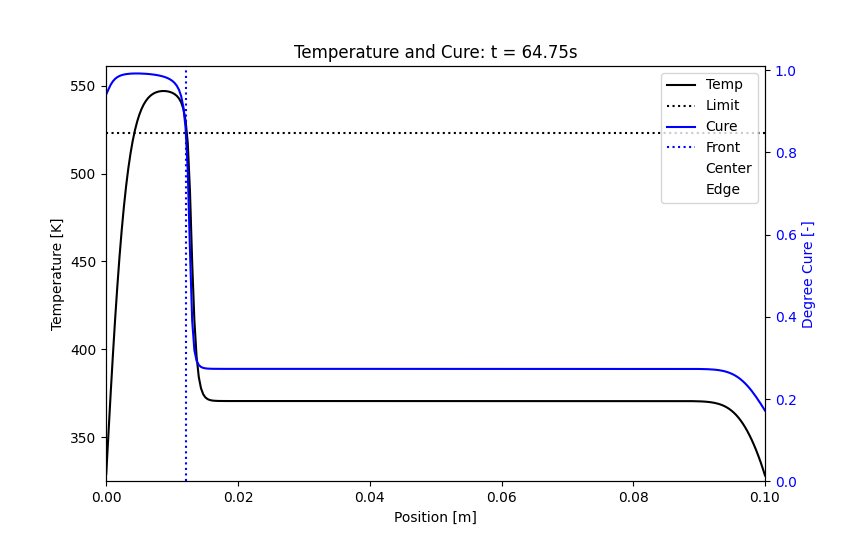 Temperature and Cure: t = 64.75s
Temp
Limit
Cure
Front
Center
Edge
Temperature [K]
550
500
450
400
350
Degree Cure [-]
1.0
0.8
0.6
0.4
0.2
0.0
0.00 0.02 0.04 0.06 0.08 0.10
Position [m]